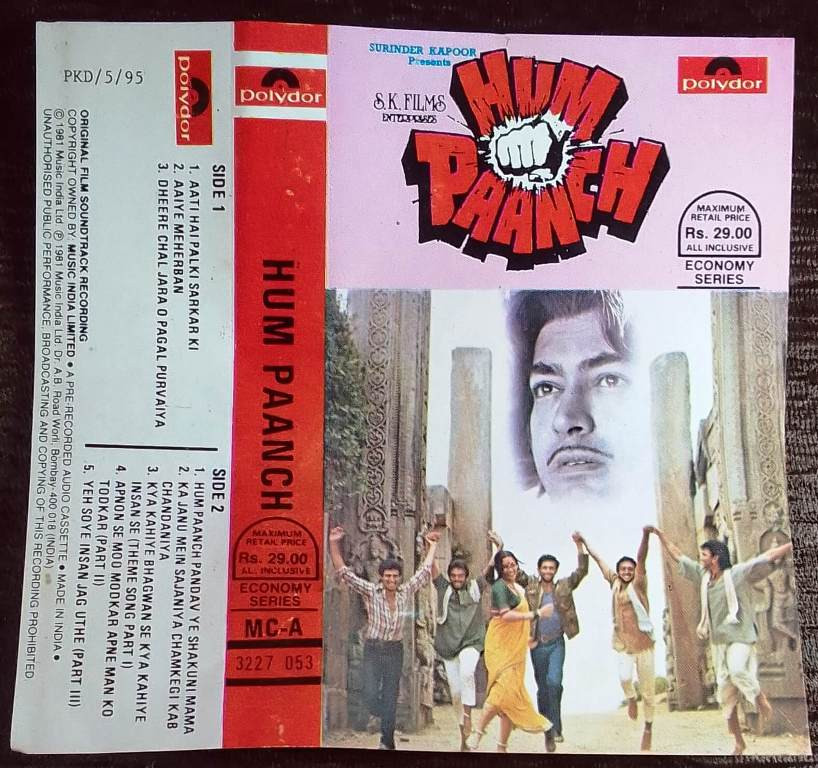 PKD/5/95
polydor
SIDE 1
1. AATI HAI PALKI SARKAR KI
2. AAIYE MEHERBAN
3. DHEERE CHAL JARA O PAGAL PURVAIYA
SIDE 2
1. HUM PAANCH PANDAV YE SHAKUNI MAMA
2. KA JANU MEIN SAJANIYA CHAMKEGI KAB
CHANDANIYA
3. KYA KAHIYE BHAGWAN SE KYA KAHIYE
INSAN SE (THEME SONG PART I)
4. APNON SE MOO MODKAR APNE MAN KO
TODKAR (PART II)
5. YEH SOYE INSAN JAG UTHE (PART III)
ORIGINAL FILM SOUNDTRACK RECORDING
COPYRIGHT OWNED BY: MUSIC INDIA LIMITED • A PRE-RECORDED AUDIO CASSETTE • MADE IN INDIA •
© 1981 Music India Ltd. ℗ 1981 Music India Ltd. Dr. A.B. Road Worli, Bombay-400 018 (INDIA)
UNAUTHORISED PUBLIC PERFORMANCE, BROADCASTING AND COPYING OF THIS RECORDING PROHIBITED
polydor
HUM PAANCH
MAXIMUM
RETAIL PRICE
Rs. 29.00
ALL INCLUSIVE
ECONOMY
SERIES
MC-A
3227 053
SURINDER KAPOOR
Presents
S.K. FILMS
ENTERPRISES
HUM
PAANCH
polydor
MAXIMUM
RETAIL PRICE
Rs. 29.00
ALL INCLUSIVE
ECONOMY
SERIES